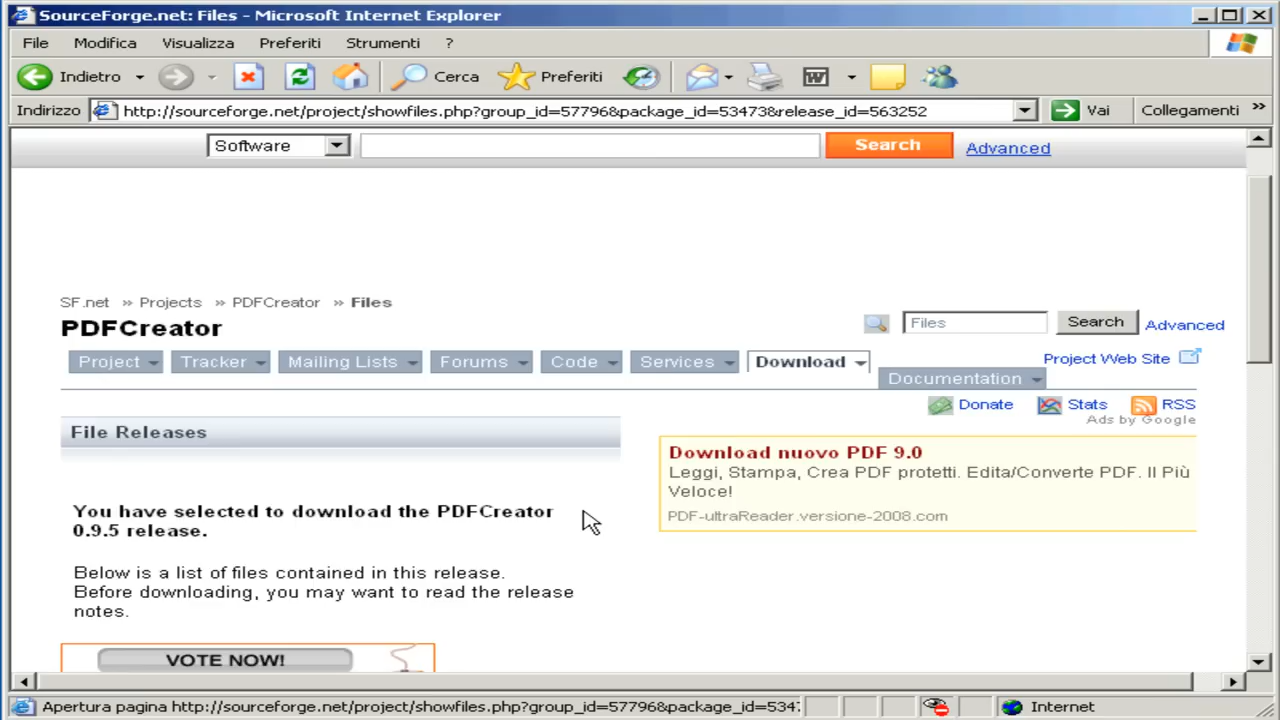 SourceForge.net: Files - Microsoft Internet Explorer
File Modifica Visualizza Preferiti Strumenti ?
Indietro Cerca Preferiti
Indirizzo http://sourceforge.net/project/showfiles.php?group_id=57796&package_id=53473&release_id=563252 Vai Collegamenti »
Software Search Advanced
SF.net » Projects » PDFCreator » Files
PDFCreator
Files Search Advanced
Project Tracker Mailing Lists Forums Code Services Download Project Web Site
Documentation
Donate Stats RSS
Ads by Google
File Releases
Download nuovo PDF 9.0
Leggi, Stampa, Crea PDF protetti. Edita/Converte PDF. Il Più
Veloce!
PDF-ultraReader.versione-2008.com
You have selected to download the PDFCreator
0.9.5 release.
Below is a list of files contained in this release.
Before downloading, you may want to read the release
notes.
VOTE NOW!
Apertura pagina http://sourceforge.net/project/showfiles.php?group_id=57796&package_id=534 Internet